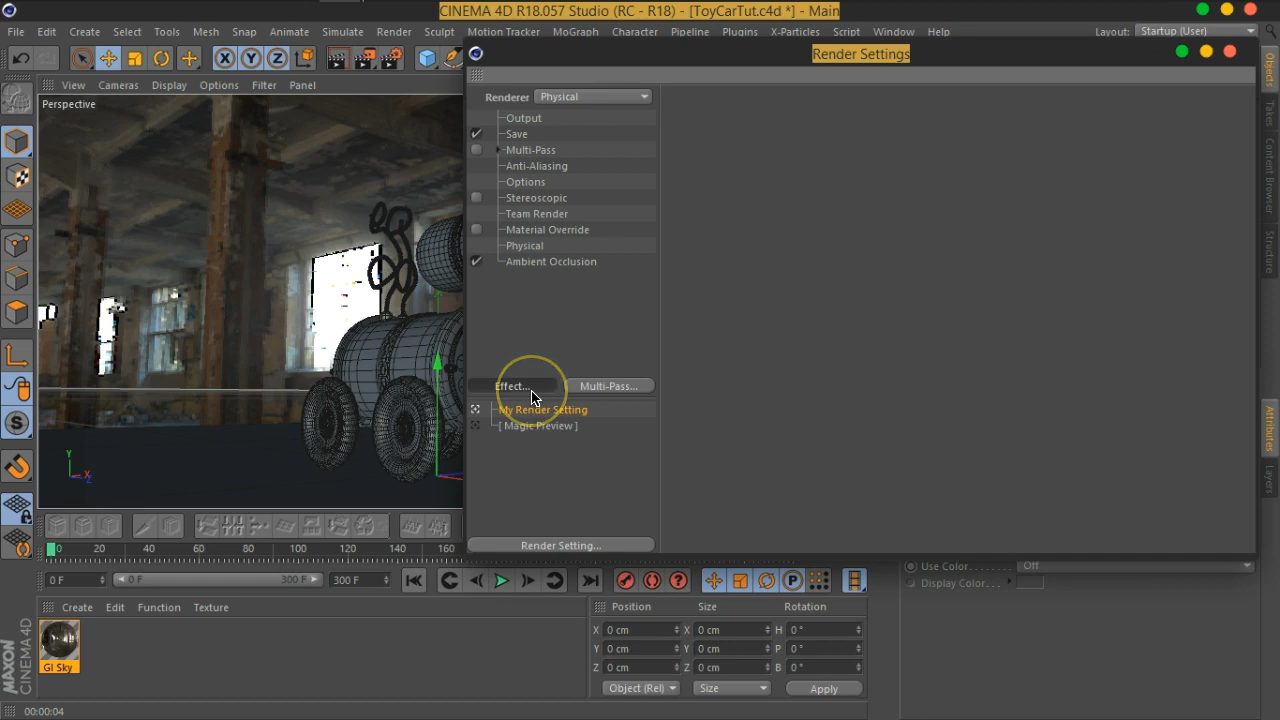 CINEMA 4D R18.057 Studio (RC - R18) - [ToyCarTut.c4d *] - Main
File Edit Create Select Tools Mesh Snap Animate Simulate Render Sculpt Motion Tracker MoGraph Character Pipeline Plugins X-Particles Script Window Help Layout: Startup (User)
Render Settings
View Cameras Display Options Filter Panel
Perspective
Renderer Physical
Output
Save
Multi-Pass
Anti-Aliasing
Options
Stereoscopic
Team Render
Material Override
Physical
Ambient Occlusion
Effect... Multi-Pass...
My Render Setting
[ Magic Preview ]
Render Setting...
Objects
Takes
Content Browser
Structure
Attributes
Layers
Y
X
Z
0 20 40 60 80 100 120 140 160
0 F 0 F 300 F 300 F
Use Color....... Off
Display Color...
Create Edit Function Texture
GI Sky
Position Size Rotation
X 0 cm X 0 cm H 0 °
Y 0 cm Y 0 cm P 0 °
Z 0 cm Z 0 cm B 0 °
Object (Rel) Size Apply
MAXON
CINEMA 4D
00:00:04